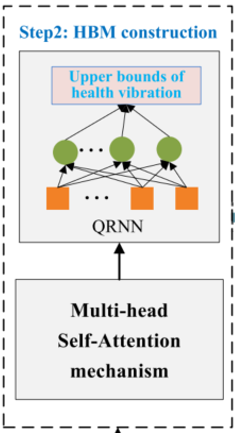 Step2: HBM construction
Upper bounds of
health vibration
QRNN
Multi-head
Self-Attention
mechanism